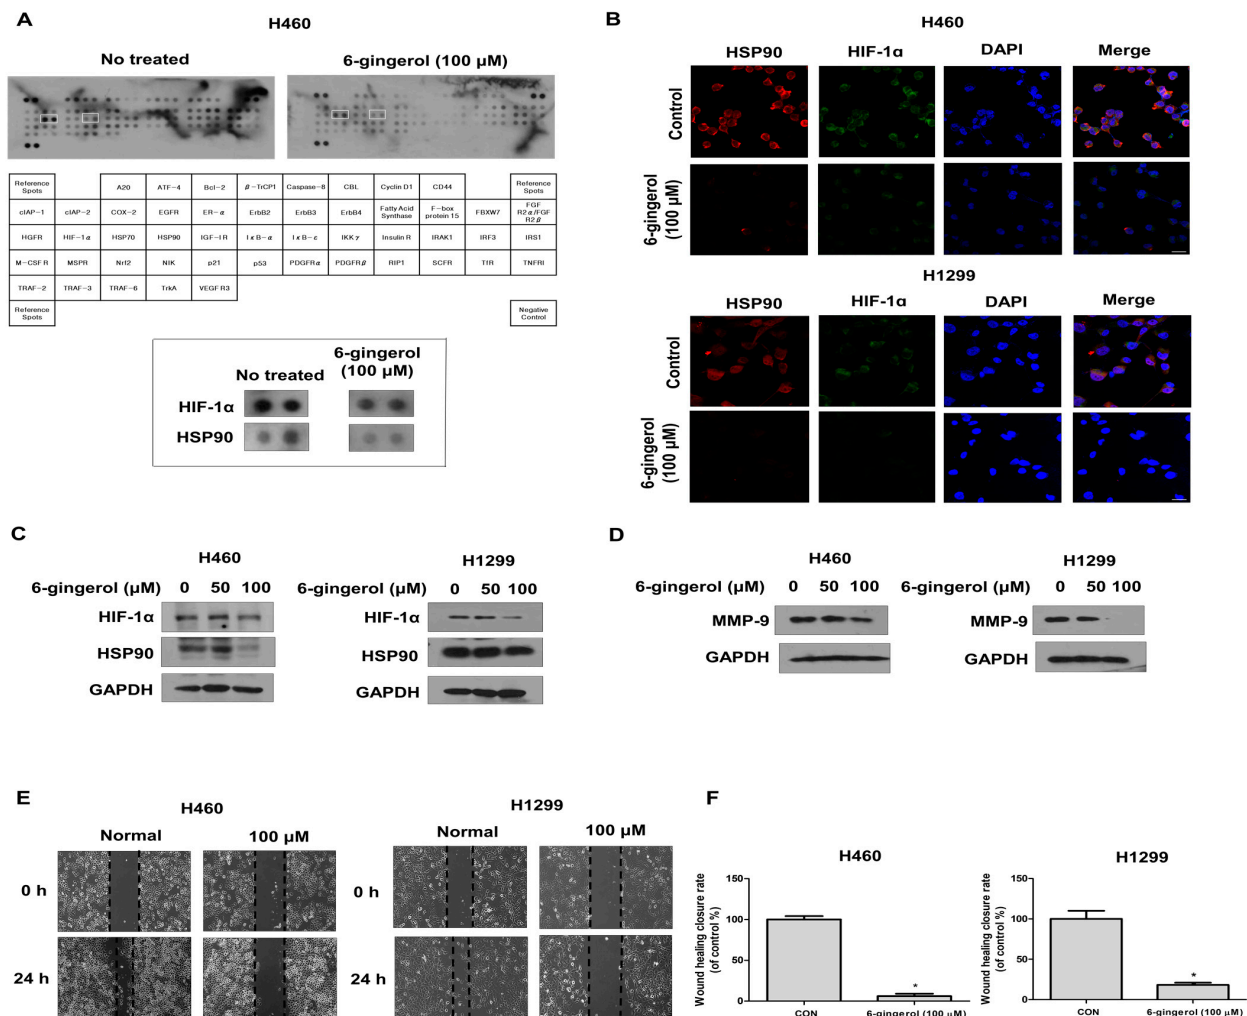 A
H460
No treated
6-gingerol (100 μM)
Reference Spots
A20
ATF-4
Bcl-2
β-TrCP1
Caspase-8
CBL
Cyclin D1
CD44
Reference Spots
cIAP-1
cIAP-2
COX-2
EGFR
ER-α
ErbB2
ErbB3
ErbB4
Fatty Acid Synthase
F-box protein 15
FBXW7
FGF R2α/FGF R2β
HGFR
HIF-1α
HSP70
HSP90
IGF-IR
IκB-α
IκB-ε
IKKγ
Insulin R
IRAK1
IRF3
IRS1
M-CSF R
MSPR
Nrf2
NIK
p21
p53
PDGFRα
PDGFRβ
RIP1
SCFR
TfR
TNFRI
TRAF-2
TRAF-3
TRAF-6
TrkA
VEGF R3
Reference Spots
Negative Control
No treated
6-gingerol
(100 μM)
HIF-1α
HSP90
B
H460
HSP90
HIF-1α
DAPI
Merge
Control
6-gingerol
(100 μM)
H1299
HSP90
HIF-1α
DAPI
Merge
Control
6-gingerol
(100 μM)
C
H460
6-gingerol (μM) 0 50 100
HIF-1α
HSP90
GAPDH
H1299
6-gingerol (μM) 0 50 100
HIF-1α
HSP90
GAPDH
D
H460
6-gingerol (μM) 0 50 100
MMP-9
GAPDH
H1299
6-gingerol (μM) 0 50 100
MMP-9
GAPDH
E
H460
Normal
100 μM
0 h
24 h
H1299
Normal
100 μM
0 h
24 h
F
H460
Wound healing closure rate
(of control %)
150
100
50
0
*
CON
6-gingerol (100 μM)
H1299
Wound healing closure rate
(of control %)
150
100
50
0
*
CON
6-gingerol (100 μM)